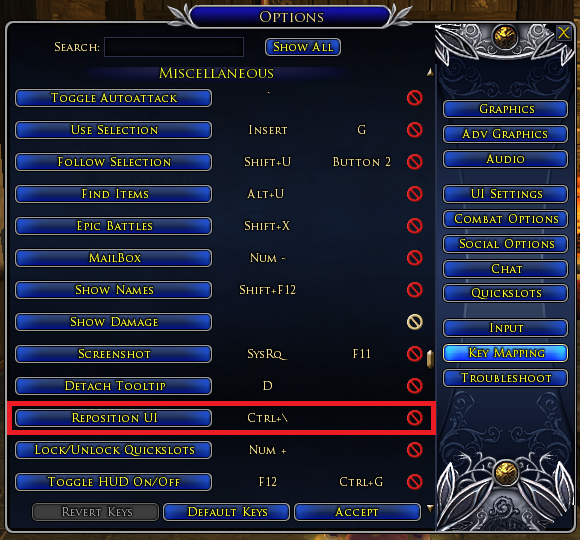 Options
Search:
Show All
Miscellaneous
Toggle Autoattack `
Use Selection Insert G
Follow Selection Shift+U Button 2
Find Items Alt+U
Epic Battles Shift+X
MailBox Num -
Show Names Shift+F12
Show Damage
Screenshot SysRq F11
Detach Tooltip D
Reposition UI Ctrl+\
Lock/Unlock Quickslots Num +
Toggle HUD On/Off F12 Ctrl+G
Revert Keys Default Keys Accept
X
Graphics
Adv Graphics
Audio
UI Settings
Combat Options
Social Options
Chat
Quickslots
Input
Key Mapping
Troubleshoot